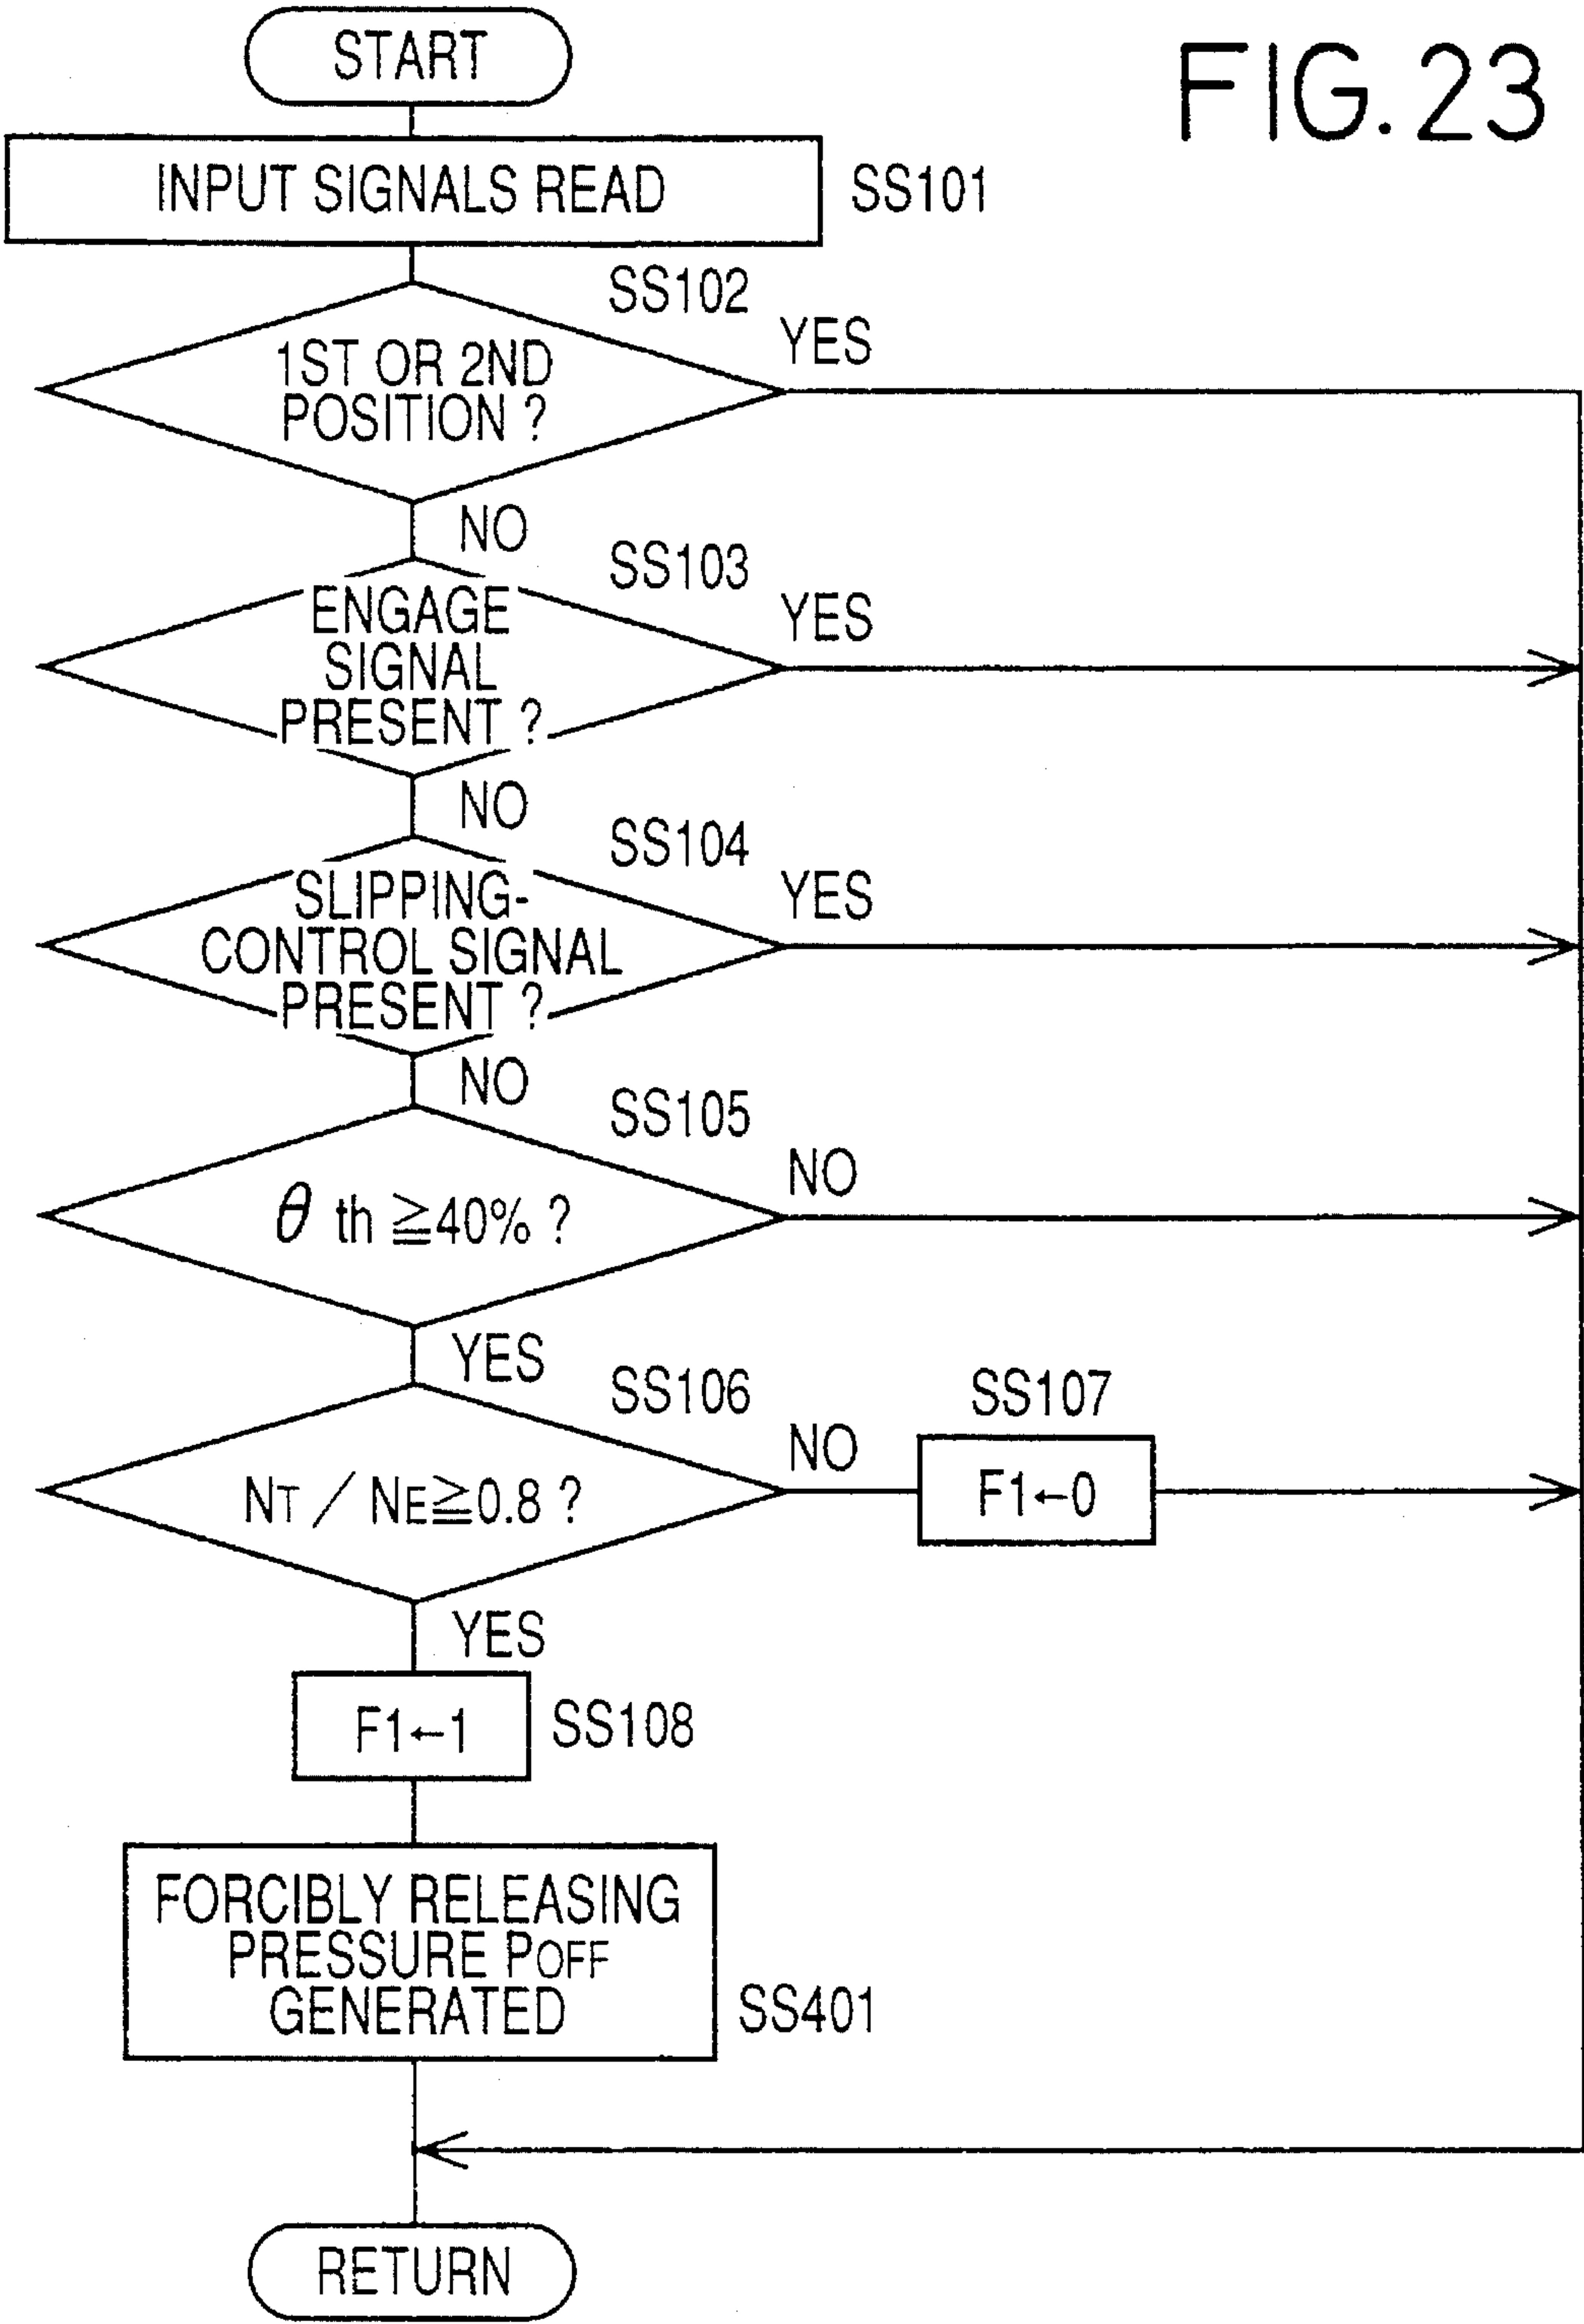 FIG. 23
START
INPUT SIGNALS READ
SS101
SS102
1ST OR 2ND
POSITION ?
YES
NO
SS103
ENGAGE
SIGNAL
PRESENT ?
YES
NO
SS104
SLIPPING-
CONTROL SIGNAL
PRESENT ?
YES
NO
SS105
θ th ≧40% ?
NO
YES
SS106
NT / NE≧0.8 ?
NO
SS107
F1←0
YES
F1←1
SS108
FORCIBLY RELEASING
PRESSURE POFF
GENERATED
SS401
RETURN